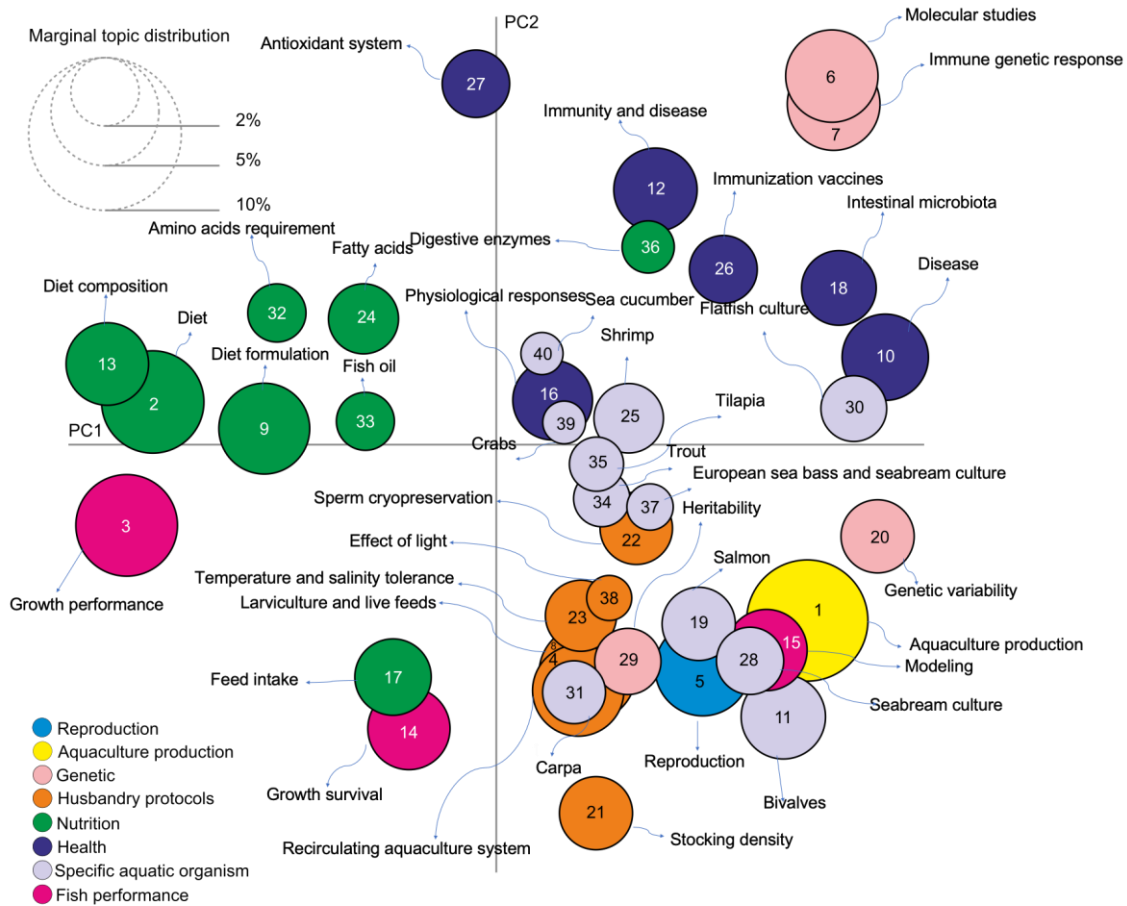 PC2
Molecular studies
Marginal topic distribution
Antioxidant system
Immune genetic response
27
6
2%
Immunity and disease
7
5%
Immunization vaccines
12
Intestinal microbiota
10%
Amino acids requirement
Fatty acids
Digestive enzymes
36
26
Disease
Diet composition
Physiological responses
Sea cucumber
18
Diet
32
24
Flatfish culture
Shrimp
Diet formulation
Fish oil
40
13
10
2
16
Tilapia
9
33
39
25
30
PC1
Crabs
Trout
35
European sea bass and seabream culture
Sperm cryopreservation
34
37
Heritability
3
22
20
Effect of light
Salmon
Temperature and salinity tolerance
Genetic variability
Growth performance
Larviculture and live feeds
38
23
19
1
15
Aquaculture production
8
4
29
28
Modeling
Feed intake
17
5
31
Seabream culture
11
14
Reproduction
Aquaculture production
Reproduction
Carpa
Genetic
Growth survival
Bivalves
Husbandry protocols
21
Nutrition
Stocking density
Recirculating aquaculture system
Health
Specific aquatic organism
Fish performance